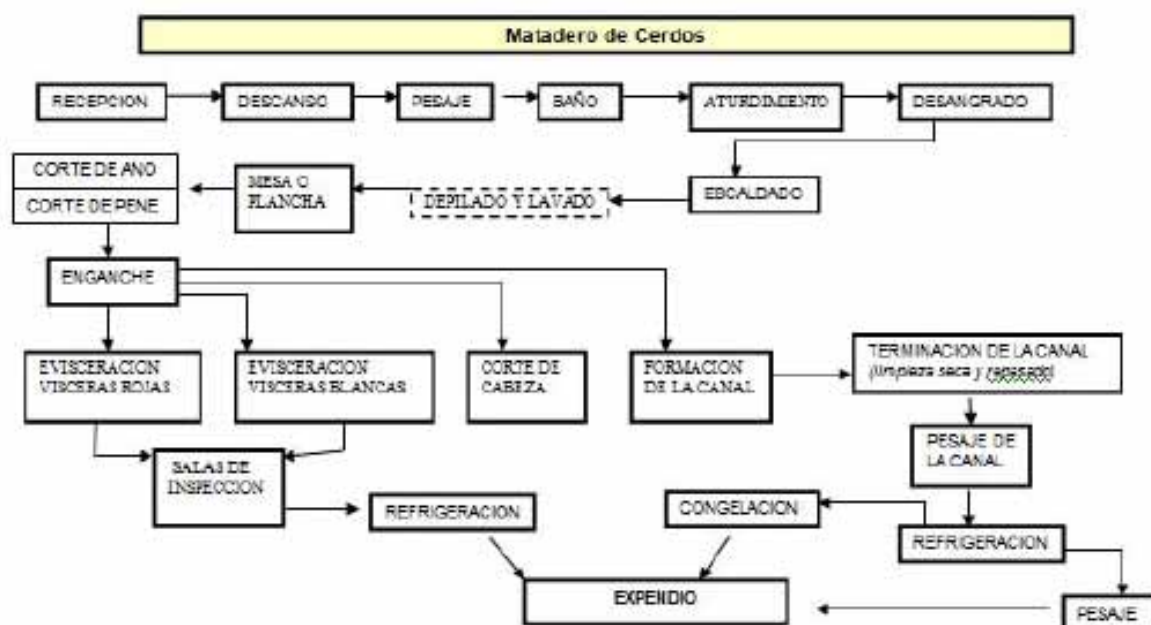 Matadero de Cerdos
RECEPCION
DESCANSO
PESAJE
BAÑO
ATURDIMIENTO
DESANGRADO
CORTE DE ANO
CORTE DE PENE
MESA O
PLANCHA
DEPILADO Y LAVADO
ESCALDADO
ENGANCHE
EVISCERACION
VISCERAS ROJAS
EVISCERACION
VISCERAS BLANCAS
CORTE DE
CABEZA
FORMACION
DE LA CANAL
TERMINACION DE LA CANAL
(limpieza seca y repasado)
PESAJE DE
LA CANAL
SALAS DE
INSPECCION
REFRIGERACION
CONGELACION
REFRIGERACION
EXPENDIO
PESAJE